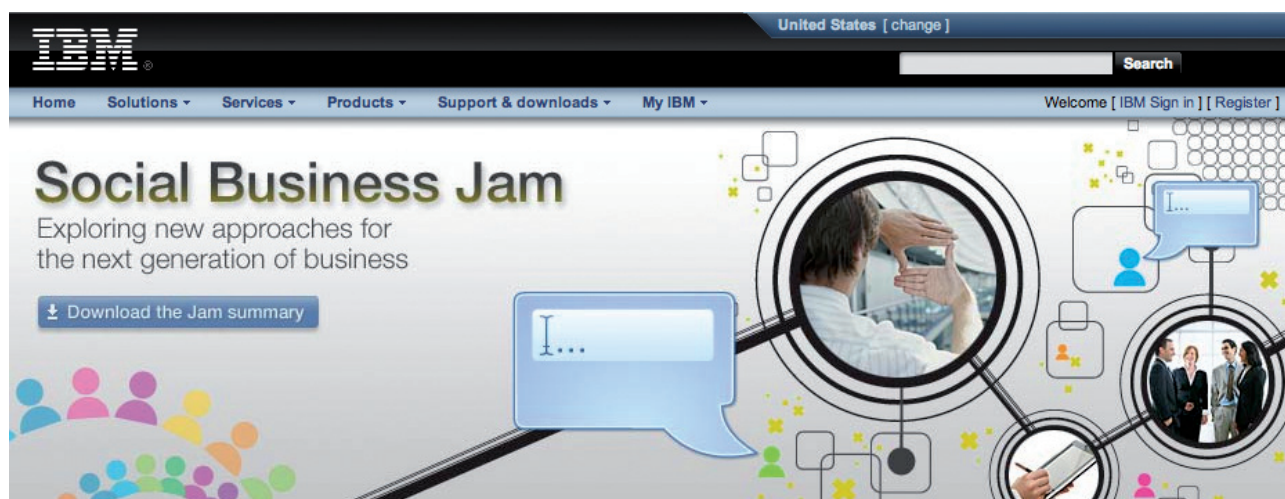 United States [ change ]
IBM®
Search
Home Solutions Services Products Support & downloads My IBM Welcome [ IBM Sign in ] [ Register ]
Social Business Jam
Exploring new approaches for
the next generation of business
Download the Jam summary
I...
I...